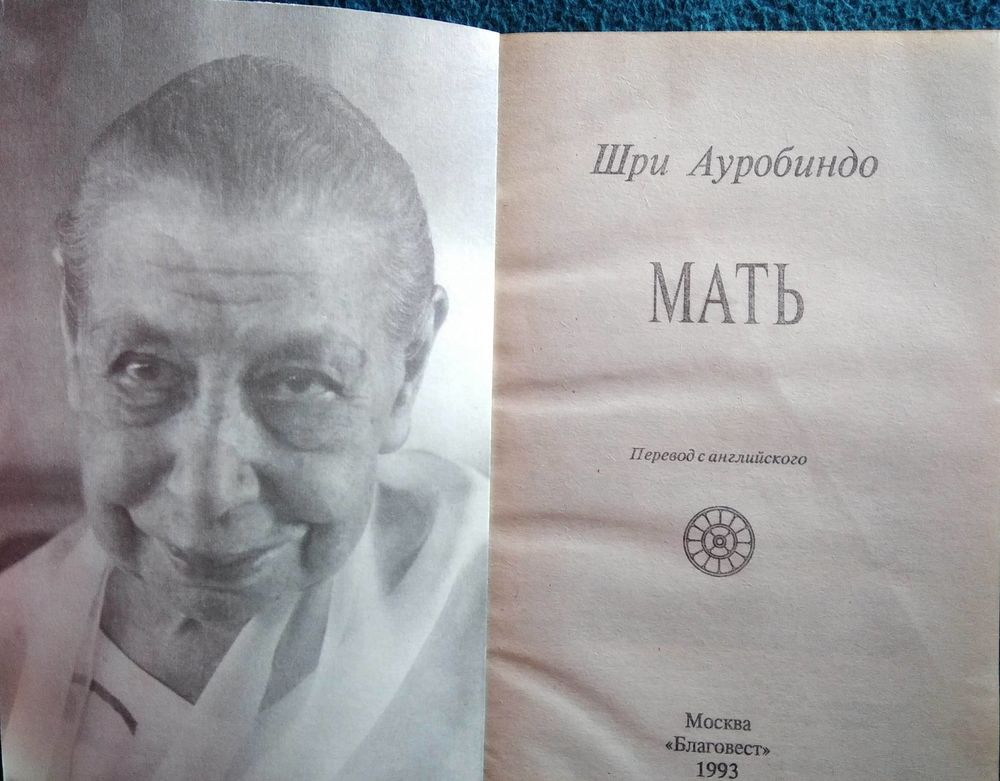 Шри Ауробиндо
МАТЬ
Перевод с английского
Москва
«Благовест»
1993